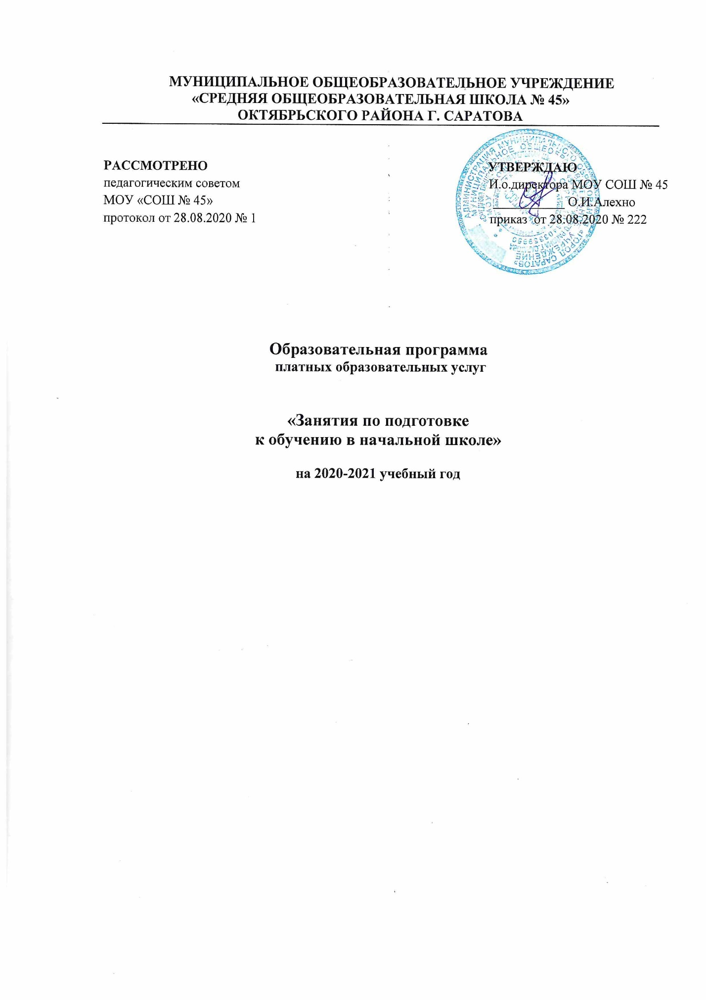 МУНИЦИПАЛЬНОЕ ОБЩЕОБРАЗОВАТЕЛЬНОЕ УЧРЕЖДЕНИЕ
«СРЕДНЯЯ ОБЩЕОБРАЗОВАТЕЛЬНАЯ ШКОЛА № 45»
ОКТЯБРЬСКОГО РАЙОНА Г. САРАТОВА
РАССМОТРЕНО
педагогическим советом
МОУ «СОШ № 45»
протокол от 28.08.2020 № 1
УТВЕРЖДАЮ
И.о.директора МОУ СОШ № 45
О.И.Алехно
приказ от 28.08.2020 № 222
Образовательная программа
платных образовательных услуг
«Занятия по подготовке
к обучению в начальной школе»
на 2020-2021 учебный год